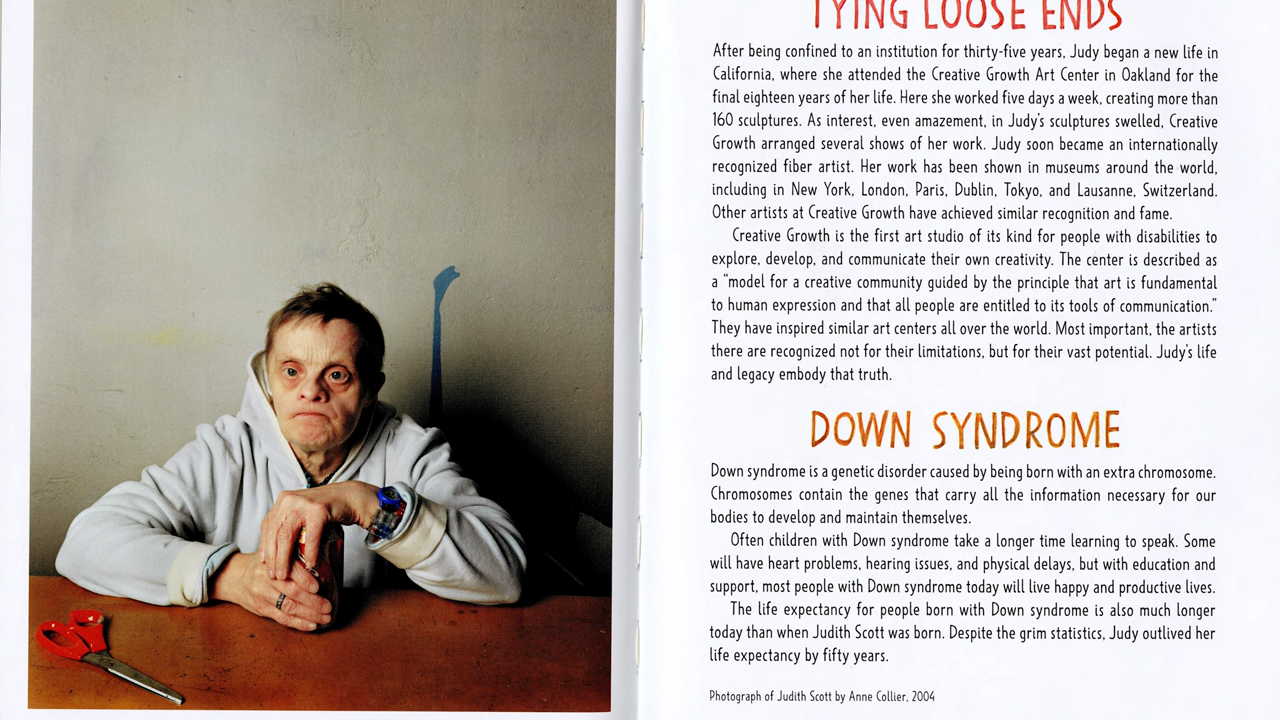 TYING LOOSE ENDS
After being confined to an institution for thirty-five years, Judy began a new life in
California, where she attended the Creative Growth Art Center in Oakland for the
final eighteen years of her life. Here she worked five days a week, creating more than
160 sculptures. As interest, even amazement, in Judy's sculptures swelled, Creative
Growth arranged several shows of her work. Judy soon became an internationally
recognized fiber artist. Her work has been shown in museums around the world,
including in New York, London, Paris, Dublin, Tokyo, and Lausanne, Switzerland.
Other artists at Creative Growth have achieved similar recognition and fame.
Creative Growth is the first art studio of its kind for people with disabilities to
explore, develop, and communicate their own creativity. The center is described as
a "model for a creative community guided by the principle that art is fundamental
to human expression and that all people are entitled to its tools of communication."
They have inspired similar art centers all over the world. Most important, the artists
there are recognized not for their limitations, but for their vast potential. Judy's life
and legacy embody that truth.
DOWN SYNDROME
Down syndrome is a genetic disorder caused by being born with an extra chromosome.
Chromosomes contain the genes that carry all the information necessary for our
bodies to develop and maintain themselves.
Often children with Down syndrome take a longer time learning to speak. Some
will have heart problems, hearing issues, and physical delays, but with education and
support, most people with Down syndrome today will live happy and productive lives.
The life expectancy for people born with Down syndrome is also much longer
today than when Judith Scott was born. Despite the grim statistics, Judy outlived her
life expectancy by fifty years.
Photograph of Judith Scott by Anne Collier, 2004